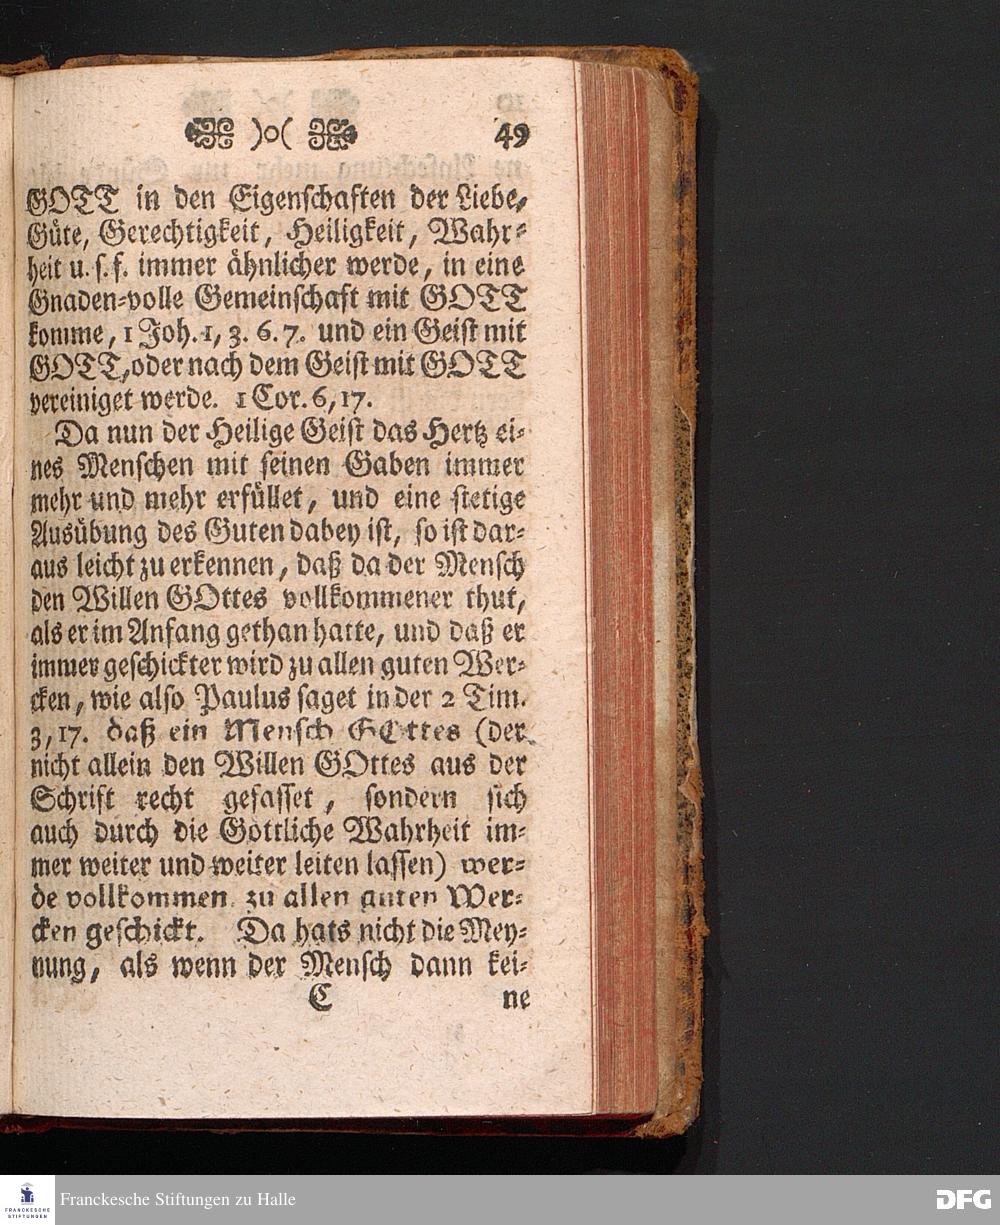 )o( 49
GOTT in den Eigenschaften der Liebe,
Güte, Gerechtigkeit, Heiligkeit, Wahr-
heit u. s. f. immer ähnlicher werde, in eine
Gnaden-volle Gemeinschaft mit GOTT
komme, 1 Joh. 1, 3. 6. 7. und ein Geist mit
GOTT, oder nach dem Geist mit GOTT
vereiniget werde. 1 Cor. 6, 17.
Da nun der Heilige Geist das Hertz ei-
nes Menschen mit seinen Gaben immer
mehr und mehr erfüllet, und eine stetige
Ausübung des Guten dabey ist, so ist dar-
aus leicht zu erkennen, daß da der Mensch
den Willen GOttes vollkommener thut,
als er im Anfang gethan hatte, und daß er
immer geschickter wird zu allen guten Wer-
cken, wie also Paulus saget in der 2 Tim.
3, 17. daß ein Mensch GOttes (der
nicht allein den Willen GOttes aus der
Schrift recht gefasset, sondern sich
auch durch die Göttliche Wahrheit im-
mer weiter und weiter leiten lassen) wer-
de vollkommen zu allen guten Wer-
cken geschickt. Da hats nicht die Mey-
nung, als wenn der Mensch dann kei-
C ne
FRANCKESCHE STIFTUNGEN
Franckesche Stiftungen zu Halle
DFG